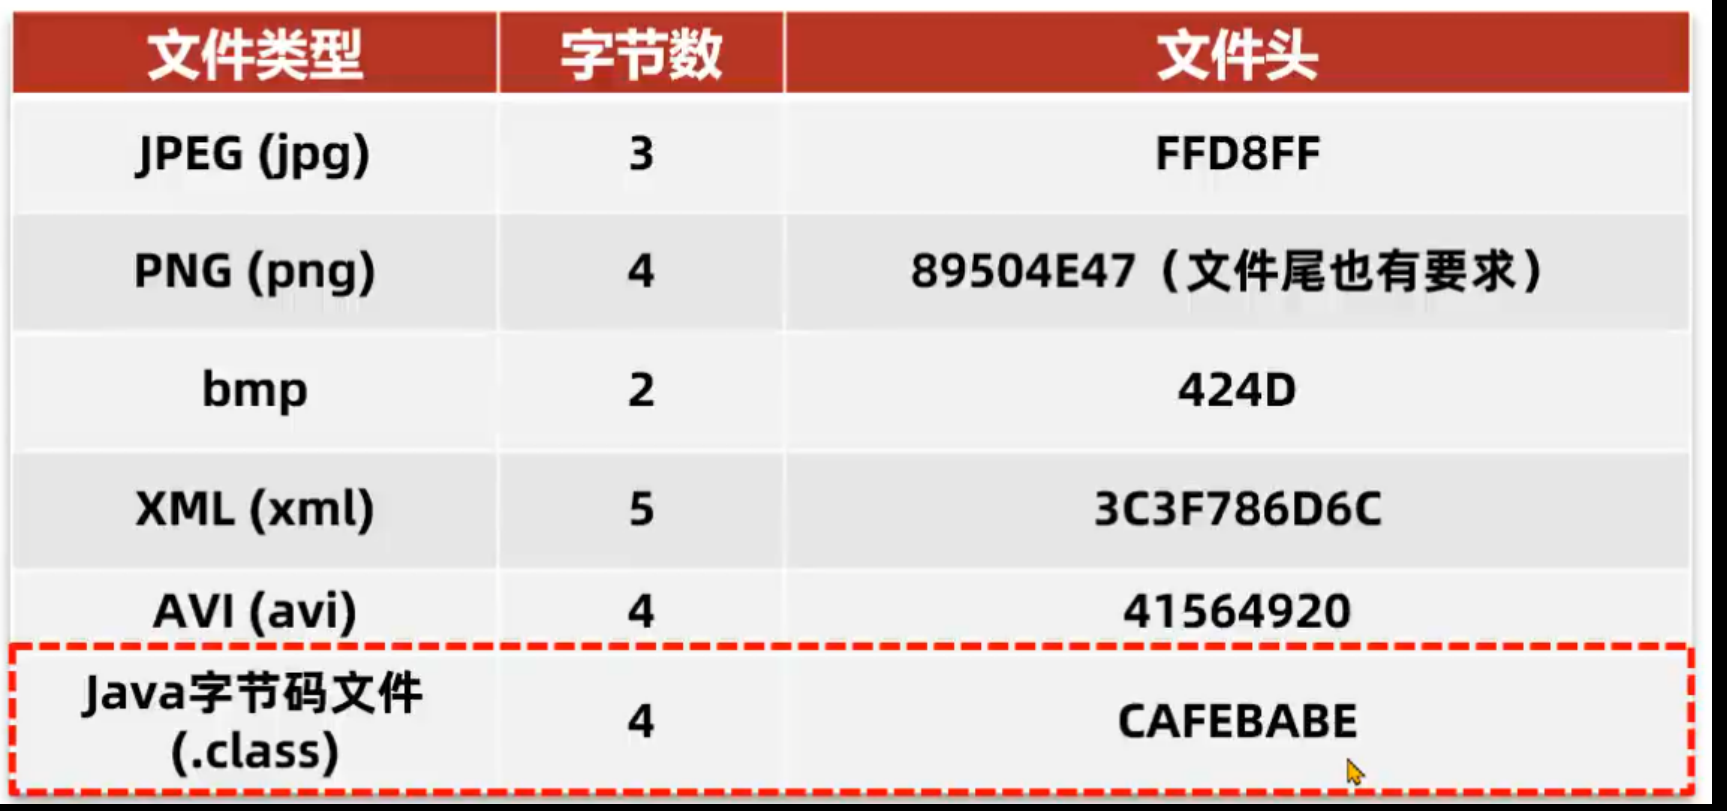 文件类型 字节数 文件头
JPEG (jpg) 3 FFD8FF
PNG (png) 4 89504E47（文件尾也有要求）
bmp 2 424D
XML (xml) 5 3C3F786D6C
AVI (avi) 4 41564920
Java字节码文件
(.class) 4 CAFEBABE